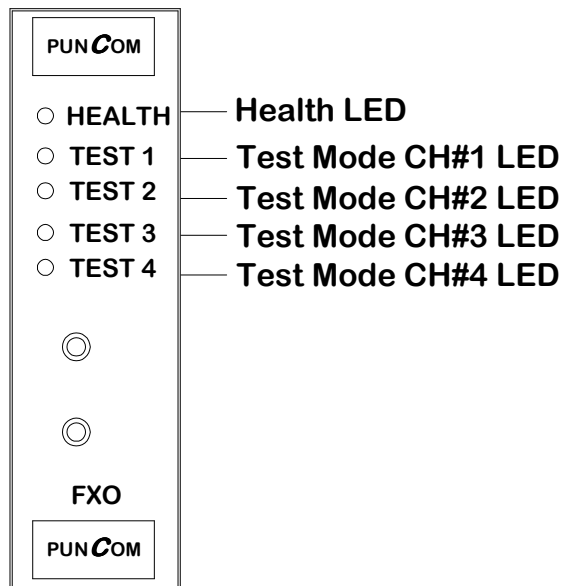 PUNCOM
HEALTH Health LED
TEST 1 Test Mode CH#1 LED
TEST 2 Test Mode CH#2 LED
TEST 3 Test Mode CH#3 LED
TEST 4 Test Mode CH#4 LED
FXO
PUNCOM